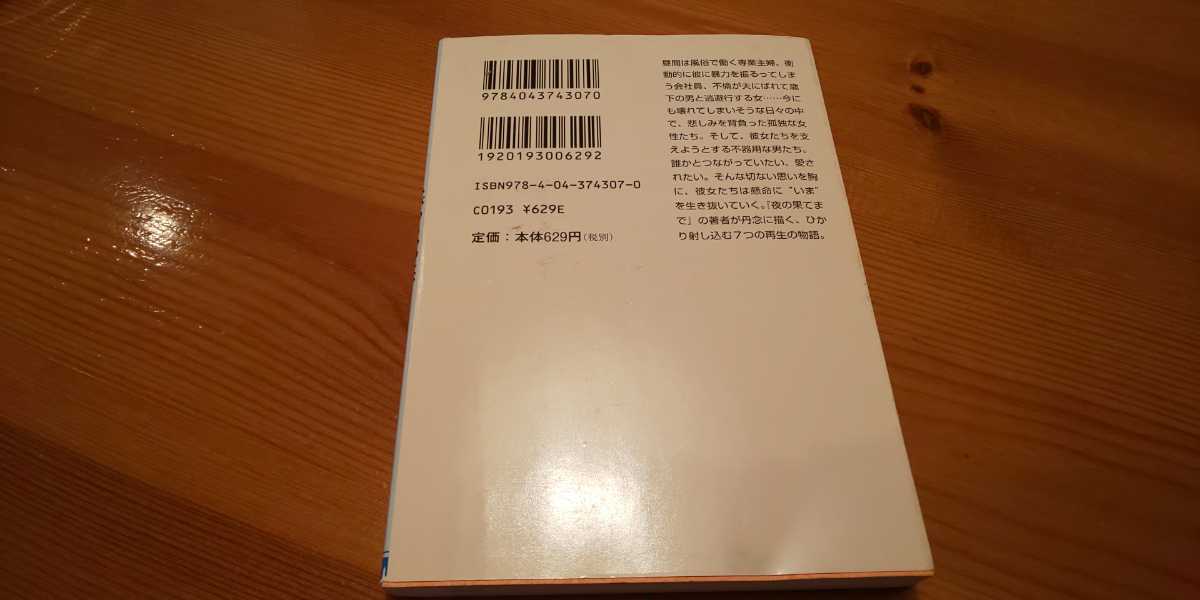 9784043743070
1920193006292
ISBN978-4-04-374307-0
C0193 ¥629E
定価：本体629円(税別)
昼間は風俗で働く専業主婦、衝
動的に彼に暴力を振るってしま
う会社員、不倫が夫にばれて歳
下の男と逃避行する女……今に
も壊れてしまいそうな日々の中
で、悲しみを背負った孤独な女
性たち。そして、彼女たちを支
えようとする不器用な男たち。
誰かとつながっていたい、愛さ
れたい。そんな切ない思いを胸
に、彼女たちは懸命に“いま”
を生き抜いていく。『夜の果てま
で』の著者が丹念に描く、ひか
り射し込む7つの再生の物語。